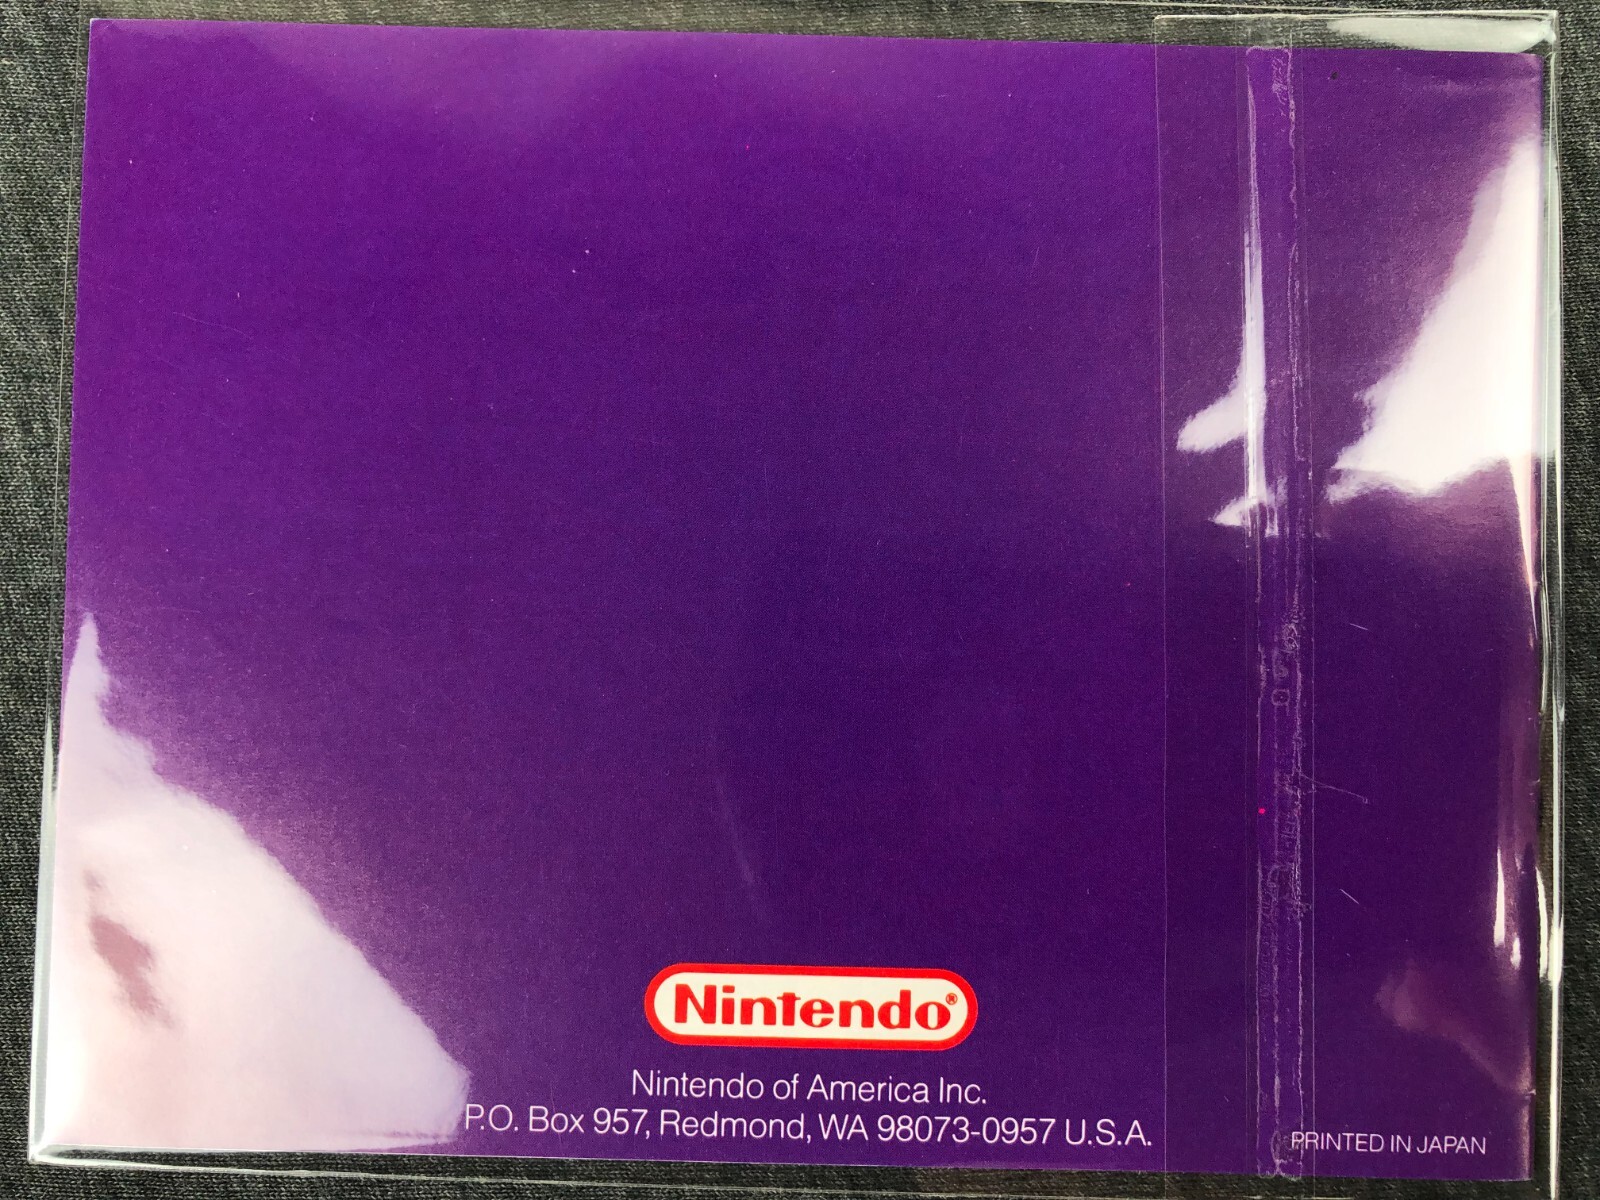 Nintendo®
Nintendo of America Inc.
P.O. Box 957, Redmond, WA 98073-0957 U.S.A.
PRINTED IN JAPAN